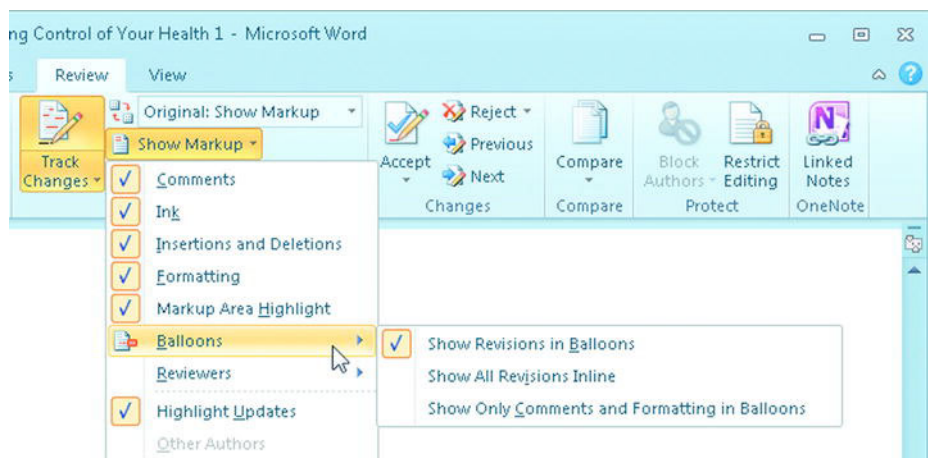 ng Control of Your Health 1 - Microsoft Word
Review View
Original: Show Markup
Show Markup
Track
Changes
Accept
Reject
Previous
Next
Changes
Compare
Compare
Block
Authors
Restrict
Editing
Protect
Linked
Notes
OneNote
Comments
Ink
Insertions and Deletions
Formatting
Markup Area Highlight
Balloons
Reviewers
Highlight Updates
Other Authors
Show Revisions in Balloons
Show All Revisions Inline
Show Only Comments and Formatting in Balloons